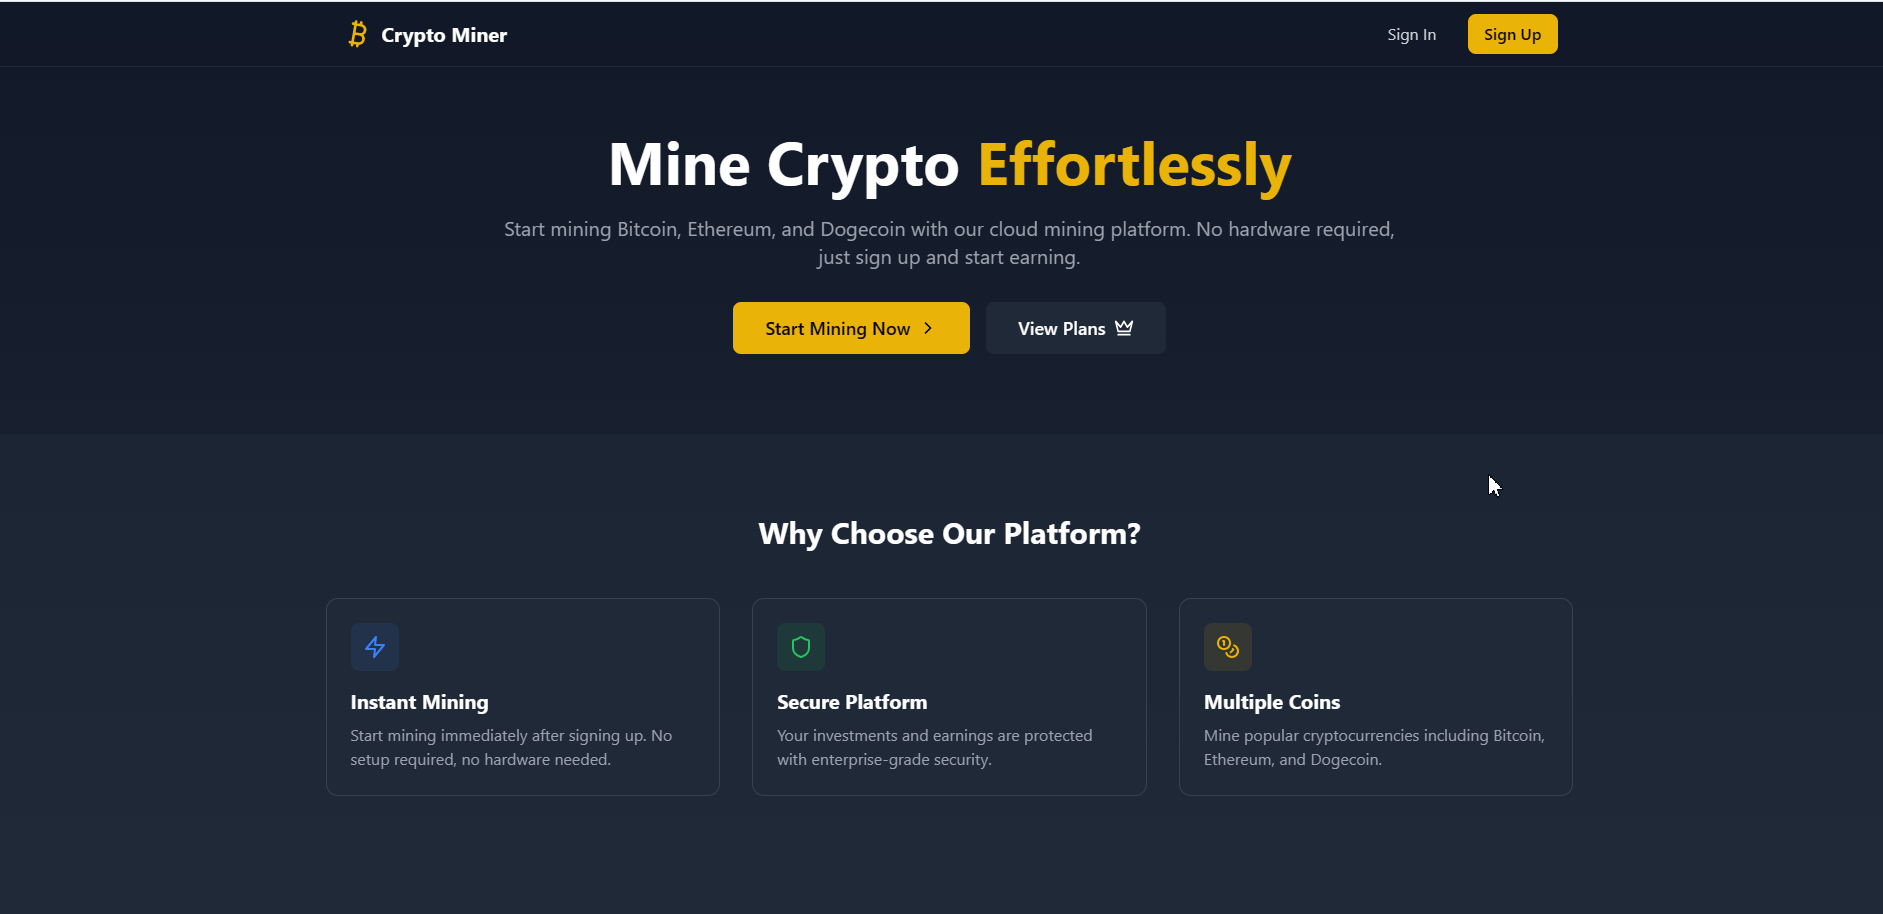 Crypto Miner
Sign In
Sign Up
Mine Crypto Effortlessly
Start mining Bitcoin, Ethereum, and Dogecoin with our cloud mining platform. No hardware required,
just sign up and start earning.
Start Mining Now
View Plans
Why Choose Our Platform?
Instant Mining
Start mining immediately after signing up. No
setup required, no hardware needed.
Secure Platform
Your investments and earnings are protected
with enterprise-grade security.
Multiple Coins
Mine popular cryptocurrencies including Bitcoin,
Ethereum, and Dogecoin.